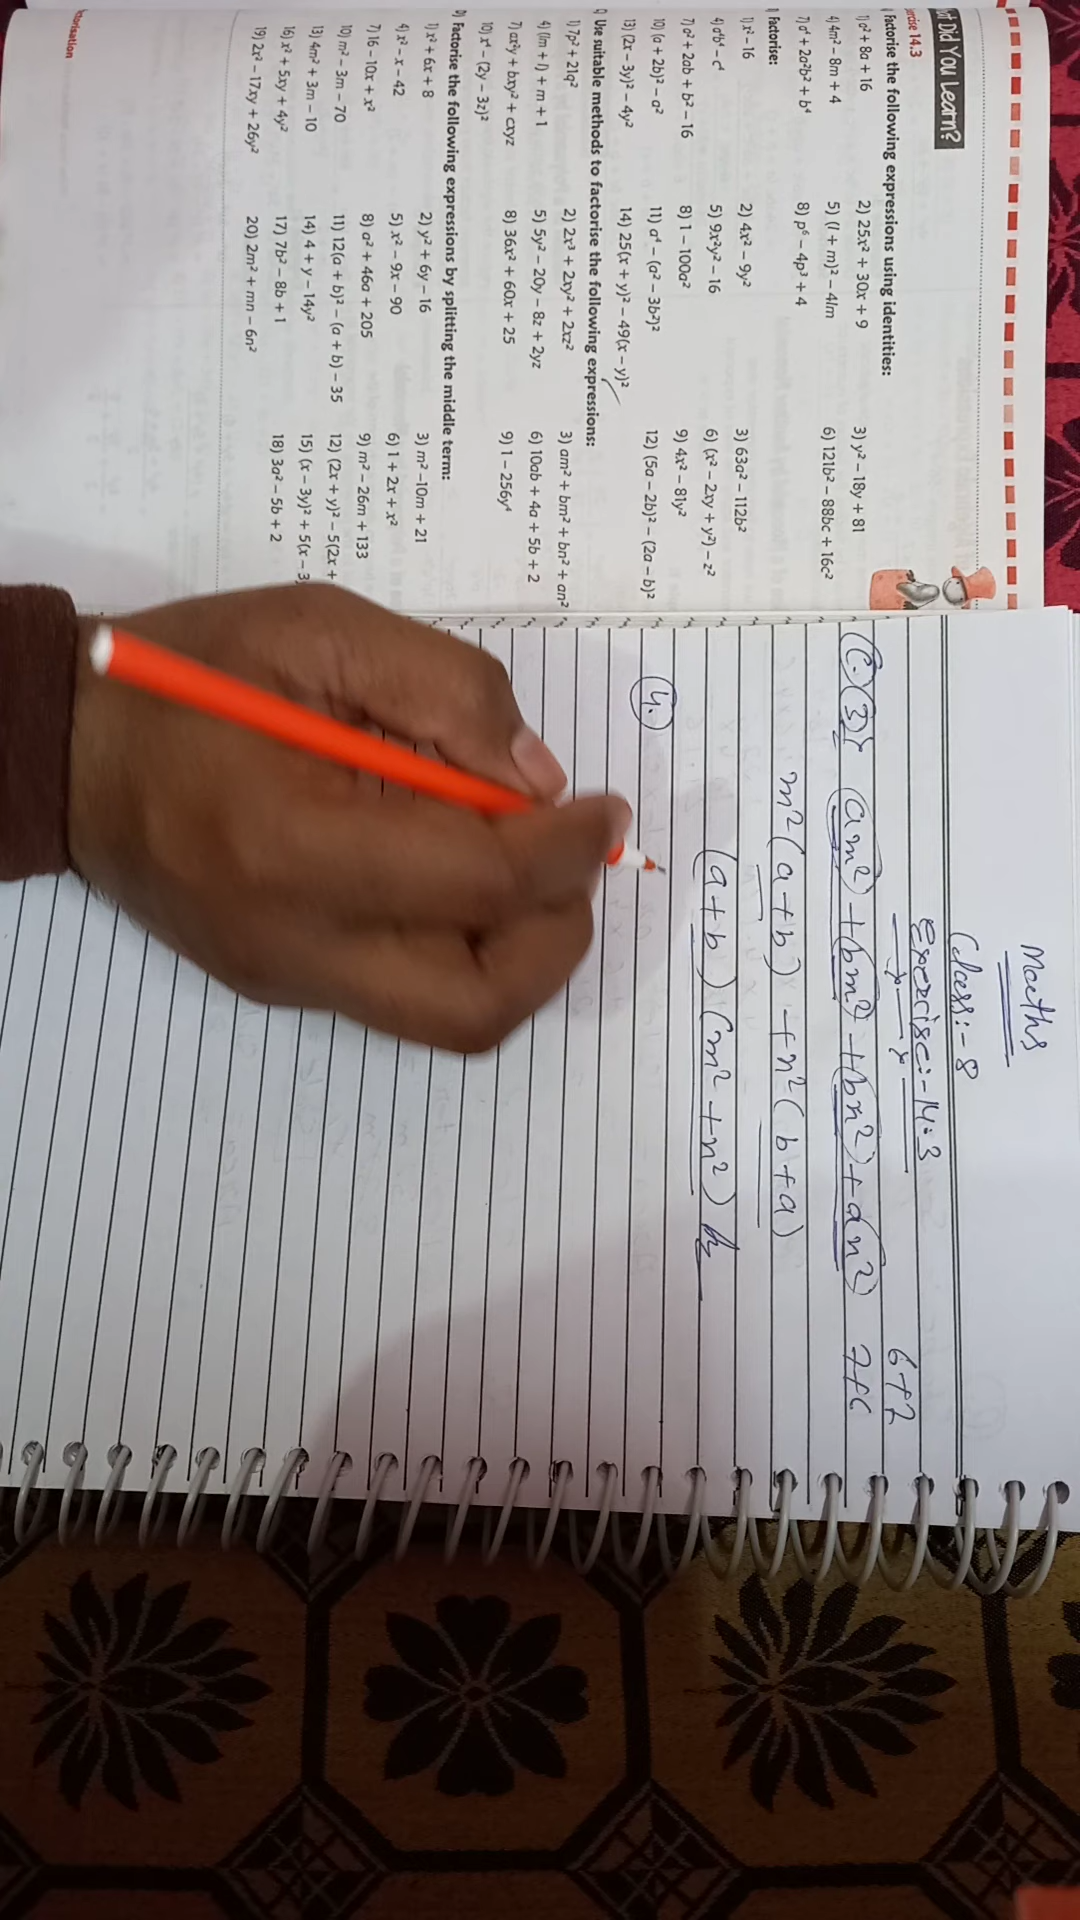 Did You Learn?
Exercise 14.3
Factorise the following expressions using identities:
1) a² + 8a + 16
2) 25x² + 30x + 9
3) y² – 18y + 81
4) 4m² – 8m + 4
5) (l + m)² – 4lm
6) 121b² – 88bc + 16c²
7) a⁴ + 2a²b² + b⁴
8) p⁶ – 4p³ + 4
Factorise:
1) x² – 16
2) 4x² – 9y²
3) 63a² – 112b²
4) a⁴b⁴ – c⁴
5) 9x²y² – 16
6) (x² – 2xy + y²) – z²
7) a² + 2ab + b² – 16
8) 1 – 100a²
9) 4x² – 81y²
10) (a + 2b)² – a²
11) a⁴ – (a² – 3b²)²
12) (5a – 2b)² – (2a – b)²
13) (2x – 3y)² – 4y²
14) 25(x + y)² – 49(x – y)²
C) Use suitable methods to factorise the following expressions:
1) 7p² + 21q²
2) 2x³ + 2xy² + 2xz²
3) am² + bm² + bn² + an²
4) (lm + l) + m + 1
5) 5y² – 20y – 8z + 2yz
6) 10ab + 4a + 5b + 2
7) ax²y + bxy² + cxyz
8) 36x² + 60x + 25
9) 1 – 256y⁴
10) x⁴ – (2y – 3z)²
D) Factorise the following expressions by splitting the middle term:
1) x² + 6x + 8
2) y² + 6y – 16
3) m² –10m + 21
4) x² – x – 42
5) x² – 9x – 90
6) 1 + 2x + x²
7) 16 – 10x + x²
8) a² + 46a + 205
9) m² – 26m + 133
10) m² – 3m – 70
11) 12(a + b)² – (a + b) – 35
12) (2x + y)² – 5(2x +
13) 4m² + 3m –10
14) 4 + y – 14y²
15) (x – 3y)² + 5(x – 3
16) x² + 5xy + 4y²
17) 7b² – 8b + 1
18) 3a² – 5b + 2
19) 2x² – 17xy + 26y²
20) 2m² + mn – 6n²
Maths
Class:- 8
Exercise:- 14.3
6+2
C. (3) am² + bm² + bn² + an² 7+c
m² (a+b) + n² (b+a)
(a+b) (m² + n²)
4.